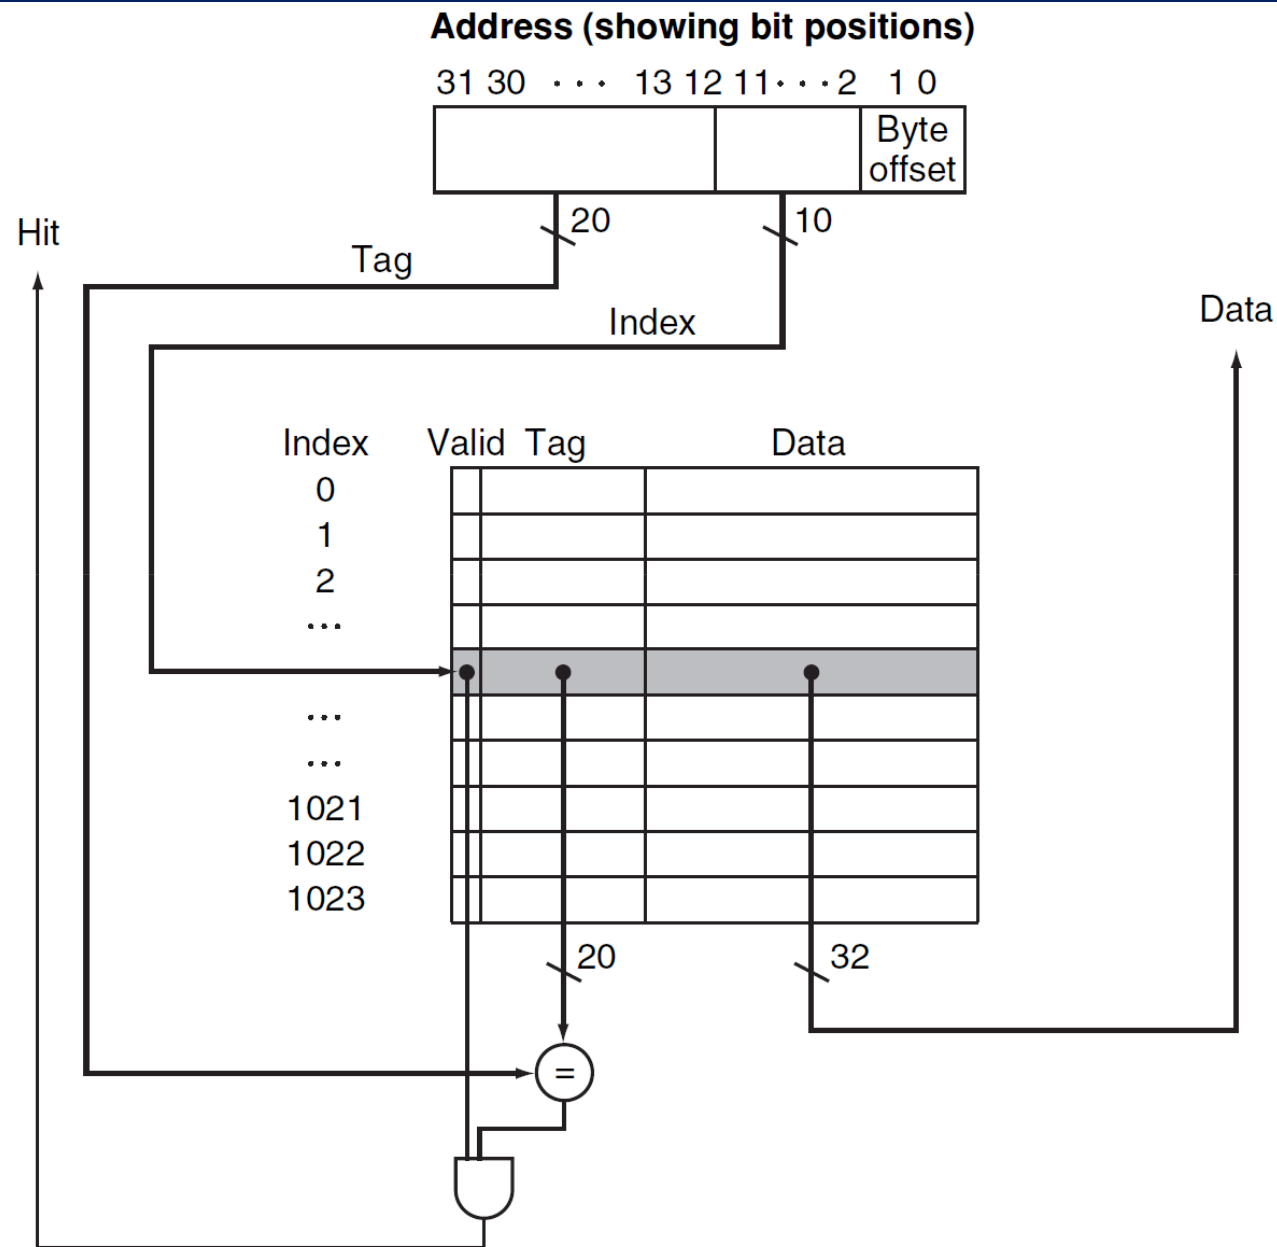 Address (showing bit positions)
31 30 ··· 13 12 11 ··· 2 1 0
Byte
offset
20
10
Hit
Tag
Index
Data
Index Valid Tag Data
0
1
2
...
...
...
1021
1022
1023
20
32
=